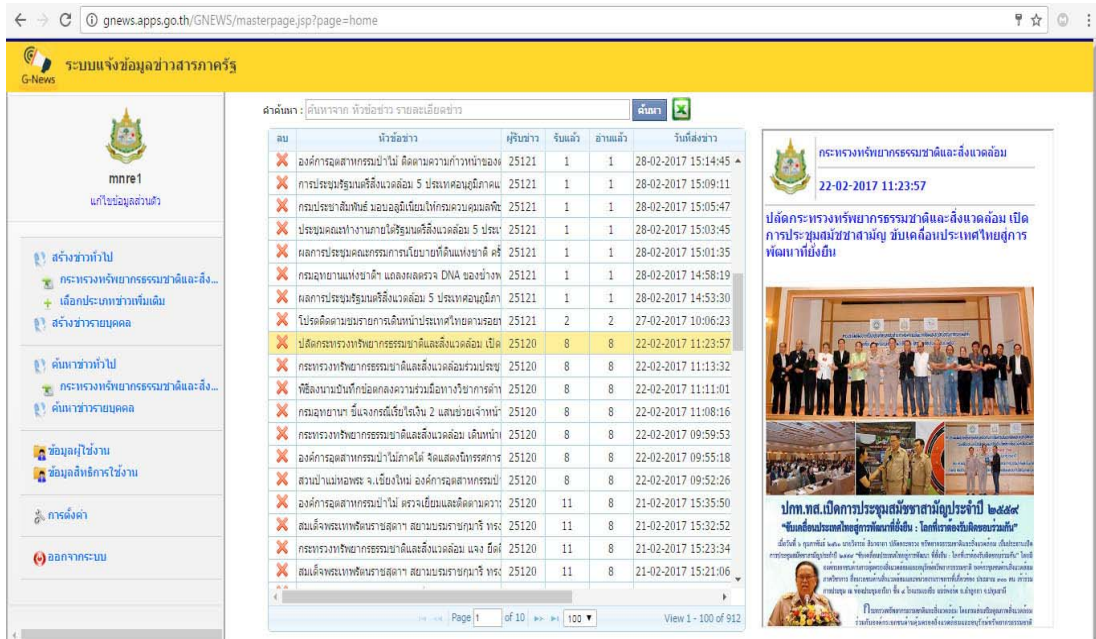 gnews.apps.go.th/GNEWS/masterpage.jsp?page=home
G-News
ระบบแจ้งข้อมูลข่าวสารภาครัฐ
mnre1
แก้ไขข้อมูลส่วนตัว
สร้างข่าวทั่วไป
กระทรวงทรัพยากรธรรมชาติและสิ่ง...
เลือกประเภทข่าวเพิ่มเติม
สร้างข่าวรายบุคคล
ค้นหาข่าวทั่วไป
กระทรวงทรัพยากรธรรมชาติและสิ่ง...
ค้นหาข่าวรายบุคคล
ข้อมูลผู้ใช้งาน
ข้อมูลสิทธิการใช้งาน
การตั้งค่า
ออกจากระบบ
คำค้นหา : ค้นหาจาก หัวข้อข่าว รายละเอียดข่าว ค้นหา
ลบ หัวข้อข่าว ผู้รับข่าว รับแล้ว อ่านแล้ว วันที่ส่งข่าว
องค์การอุตสาหกรรมป่าไม้ ติดตามความก้าวหน้าของ 25121 1 1 28-02-2017 15:14:45
การประชุมรัฐมนตรีสิ่งแวดล้อม 5 ประเทศอนุภูมิภาค 25121 1 1 28-02-2017 15:09:11
กรมประชาสัมพันธ์ มอบอลูมิเนียมให้กรมควบคุมมลพิษ 25121 1 1 28-02-2017 15:05:47
ประชุมคณะทำงานภายใต้รัฐมนตรีสิ่งแวดล้อม 5 ประเ 25121 1 1 28-02-2017 15:03:45
ผลการประชุมคณะกรรมการนโยบายที่ดินแห่งชาติ ครั้ 25121 1 1 28-02-2017 15:01:35
กรมอุทยานแห่งชาติฯ แถลงผลตรวจ DNA ของช้าง 25121 1 1 28-02-2017 14:58:19
ผลการประชุมรัฐมนตรีสิ่งแวดล้อม 5 ประเทศอนุภูมิภา 25121 1 1 28-02-2017 14:53:30
โปรดติดตามชมรายการเดินหน้าประเทศไทยตามรอย 25121 2 2 27-02-2017 10:06:23
ปลัดกระทรวงทรัพยากรธรรมชาติและสิ่งแวดล้อม เปิด 25120 8 8 22-02-2017 11:23:57
กระทรวงทรัพยากรธรรมชาติและสิ่งแวดล้อมร่วมประชุ 25120 8 8 22-02-2017 11:13:32
พิธีลงนามบันทึกข้อตกลงความร่วมมือทางวิชาการด้า 25120 8 8 22-02-2017 11:11:01
กรมอุทยานฯ ชี้แจงกรณีเรี่ยไรเงิน 2 แสนช่วยเจ้าหน้า 25120 8 8 22-02-2017 11:08:16
กระทรวงทรัพยากรธรรมชาติและสิ่งแวดล้อม เดินหน้า 25120 8 8 22-02-2017 09:59:53
องค์การอุตสาหกรรมป่าไม้ภาคใต้ จัดแสดงนิทรรศการ 25120 8 8 22-02-2017 09:55:18
สวนป่าแม่หอพระ จ.เชียงใหม่ องค์การอุตสาหกรรมป่ 25120 8 8 22-02-2017 09:52:26
องค์การอุตสาหกรรมป่าไม้ ตรวจเยี่ยมและติดตามควา 25120 11 8 21-02-2017 15:35:50
สมเด็จพระเทพรัตนราชสุดาฯ สยามบรมราชกุมารี ทรง 25120 11 8 21-02-2017 15:32:52
กระทรวงทรัพยากรธรรมชาติและสิ่งแวดล้อม แจง ยึด 25120 11 8 21-02-2017 15:23:34
สมเด็จพระเทพรัตนราชสุดาฯ สยามบรมราชกุมารี ทรง 25120 11 8 21-02-2017 15:21:06
Page 1 of 10 100 View 1 - 100 of 912
กระทรวงทรัพยากรธรรมชาติและสิ่งแวดล้อม
22-02-2017 11:23:57
ปลัดกระทรวงทรัพยากรธรรมชาติและสิ่งแวดล้อม เปิด
การประชุมสมัชชาสามัญ ขับเคลื่อนประเทศไทยสู่การ
พัฒนาที่ยั่งยืน
ปกท.ทส.เปิดการประชุมสมัชชาสามัญประจำปี ๒๕๕๙
“ขับเคลื่อนประเทศไทยสู่การพัฒนาที่ยั่งยืน : โลกที่เราต้องรับผิดชอบร่วมกัน”